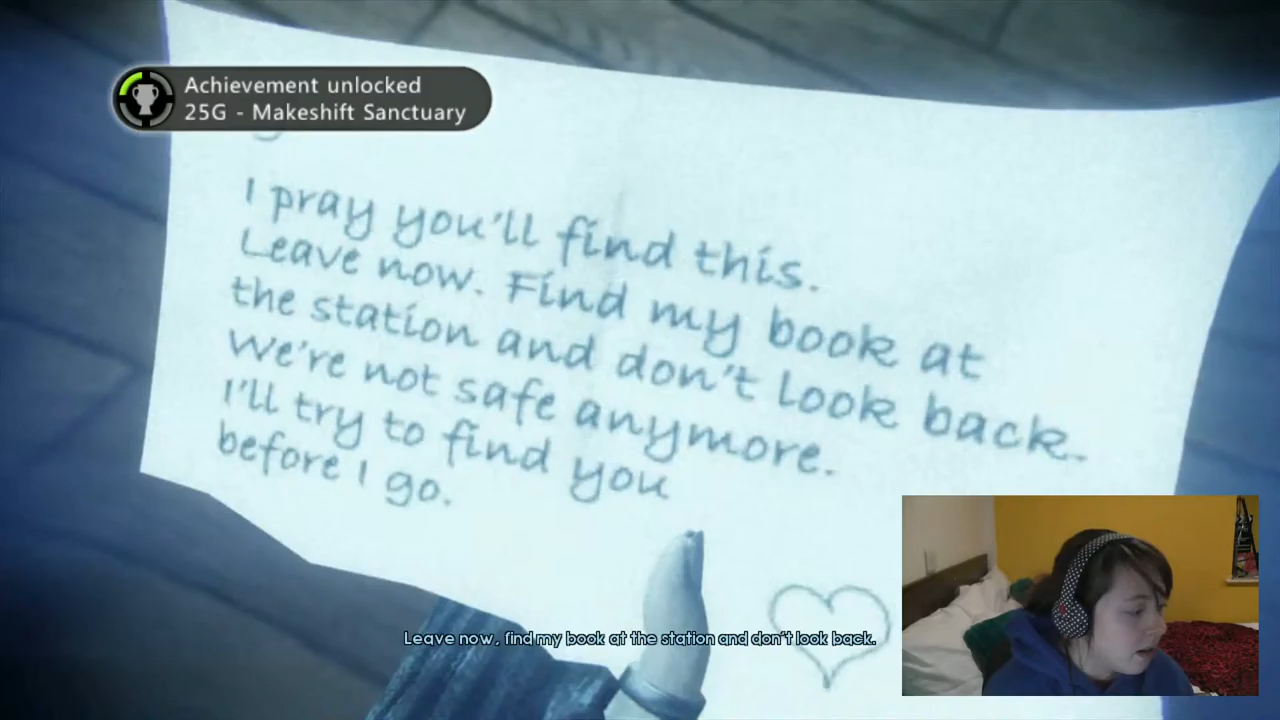 Achievement unlocked
25G - Makeshift Sanctuary
I pray you'll find this.
Leave now. Find my book at
the station and don't look back.
We're not safe anymore.
I'll try to find you
before I go.
Leave now, find my book at the station and don't look back.